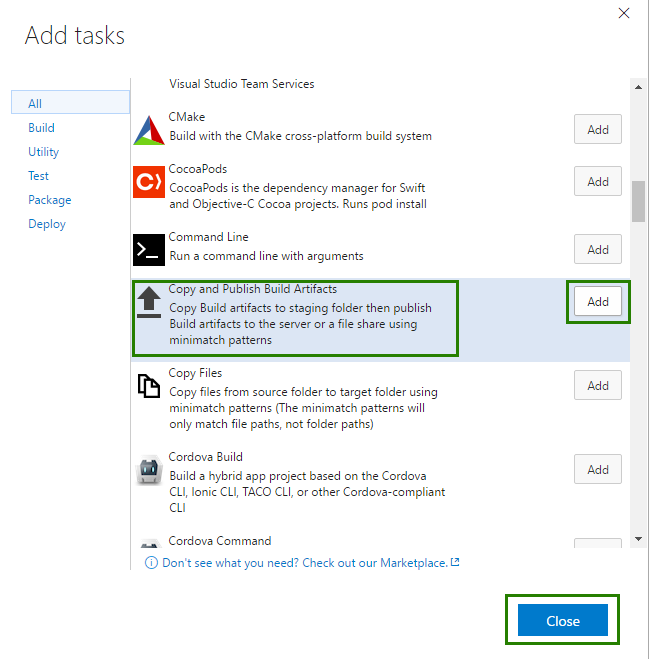 Add tasks
All
Build
Utility
Test
Package
Deploy
Visual Studio Team Services
CMake
Build with the CMake cross-platform build system
Add
CocoaPods
CocoaPods is the dependency manager for Swift
and Objective-C Cocoa projects. Runs pod install
Add
Command Line
Run a command line with arguments
Add
Copy and Publish Build Artifacts
Copy Build artifacts to staging folder then publish
Build artifacts to the server or a file share using
minimatch patterns
Add
Copy Files
Copy files from source folder to target folder using
minimatch patterns (The minimatch patterns will
only match file paths, not folder paths)
Add
Cordova Build
Build a hybrid app project based on the Cordova
CLI, Ionic CLI, TACO CLI, or other Cordova-compliant
CLI
Add
Cordova Command
Don't see what you need? Check out our Marketplace.
Close